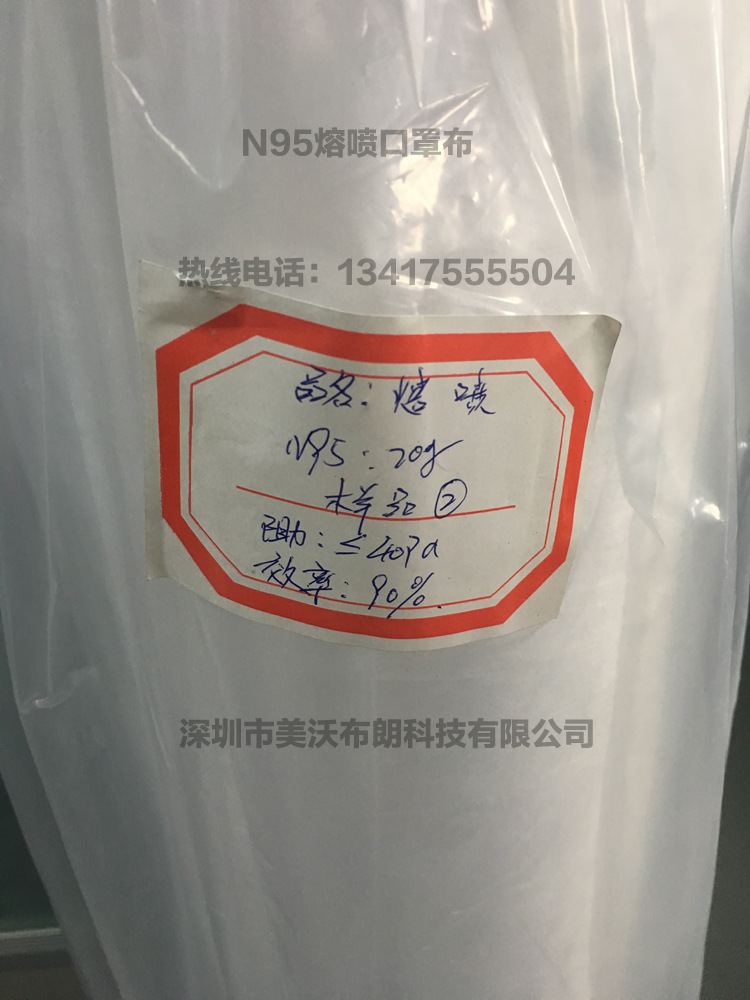 N95熔喷口罩布
热线电话：13417555504
品名：熔喷
N95：20g
样品②
阻力：≤40Pa
效率：90%.
深圳市美沃布朗科技有限公司